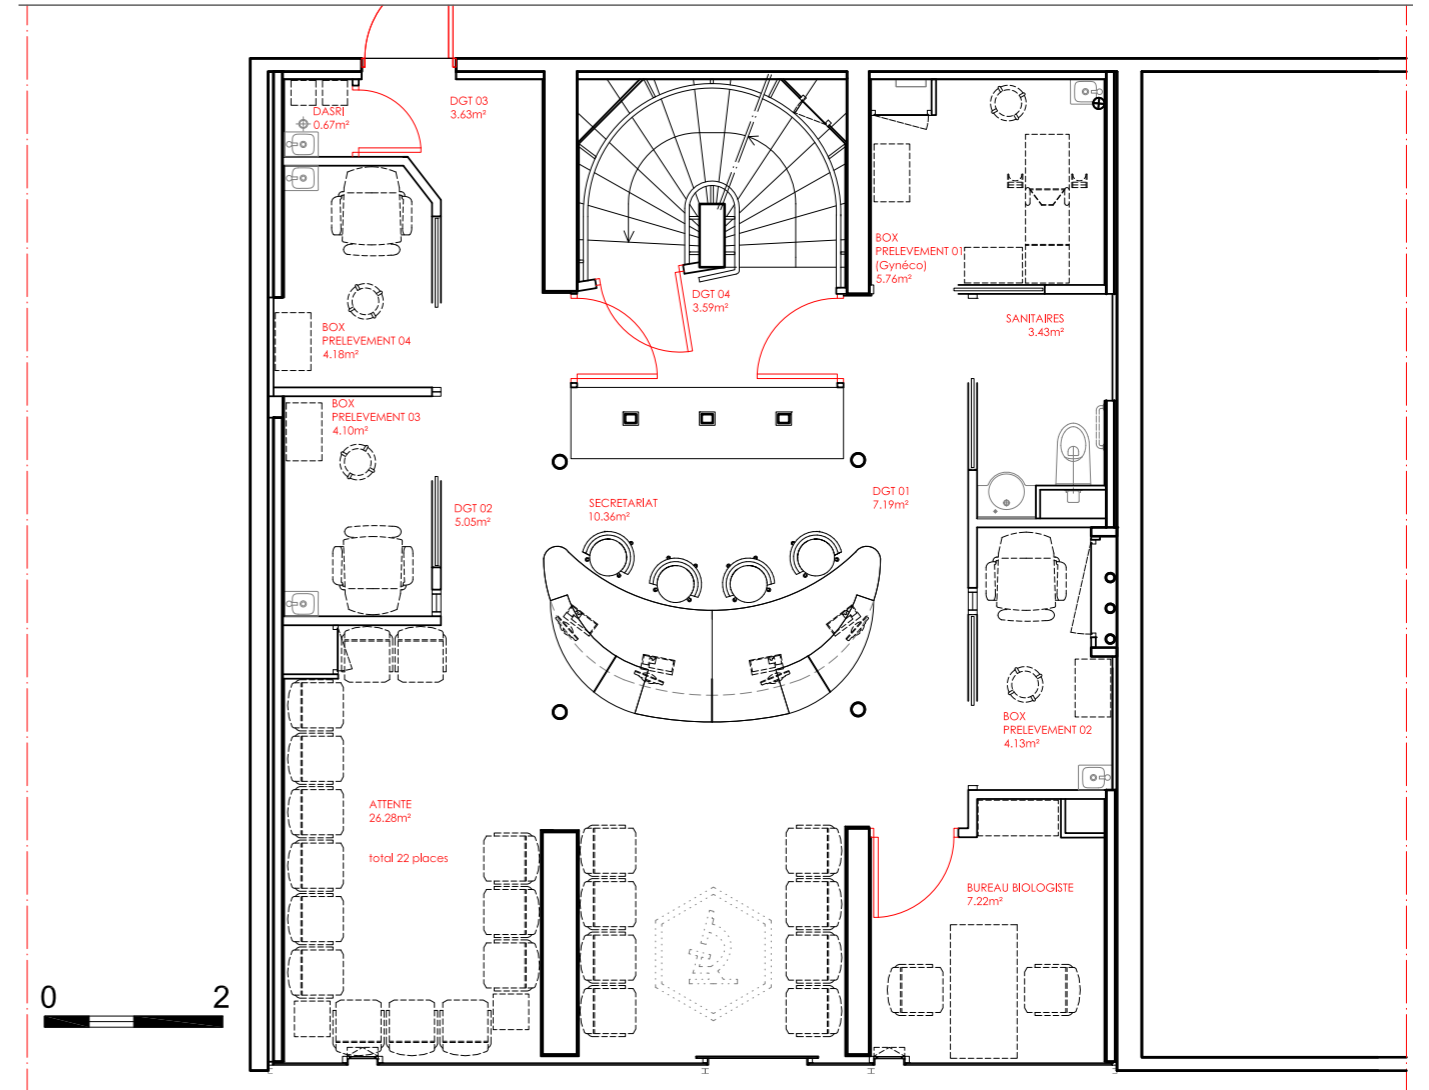 DASRI
0.67m²
DGT 03
3.63m²
BOX
PRELEVEMENT 01
(Gynéco)
5.76m²
DGT 04
3.59m²
SANITAIRES
3.43m²
BOX
PRELEVEMENT 04
4.18m²
BOX
PRELEVEMENT 03
4.10m²
DGT 02
5.05m²
SECRETARIAT
10.36m²
DGT 01
7.19m²
BOX
PRELEVEMENT 02
4.13m²
ATTENTE
26.28m²
total 22 places
BUREAU BIOLOGISTE
7.22m²
0 2